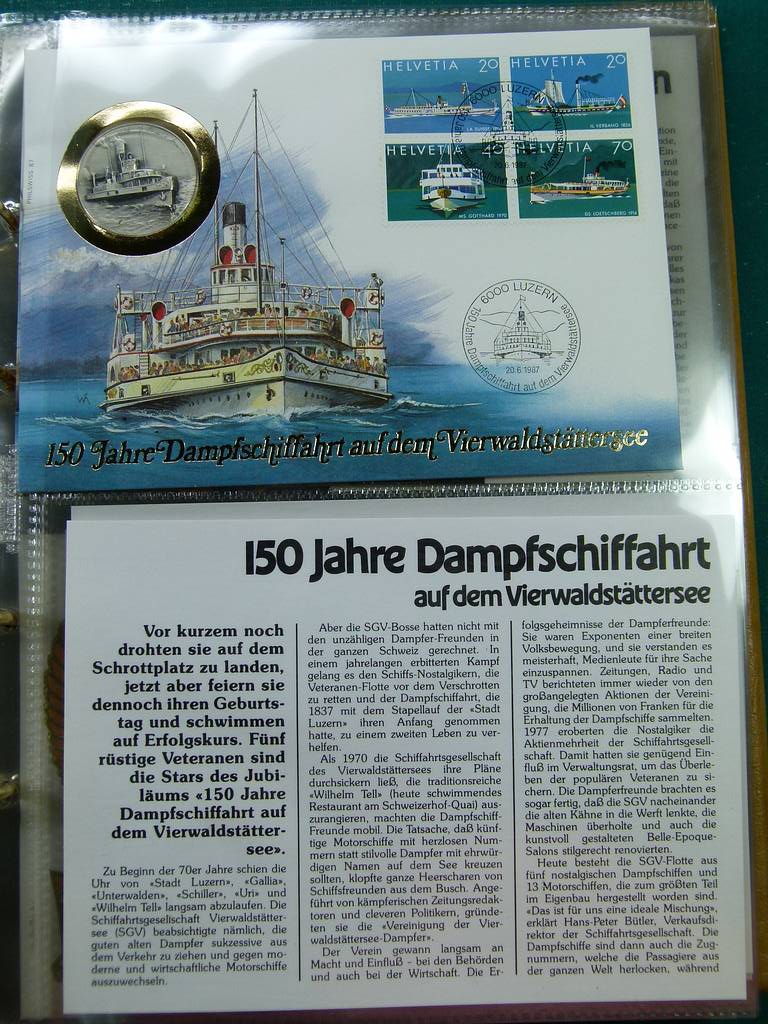 PHILSWISS 87
HELVETIA 20
LA SUISSE 1910
HELVETIA 20
IL VERBANO 1826
HELVETIA 40
MS. GOTTHARD 1970
HELVETIA 70
DS. LOETSCHBERG 1914
6000 LUZERN
150 Jahre Dampfschiffahrt auf dem Vierwaldstättersee
20.6.1987
6000 LUZERN
150 Jahre Dampfschiffahrt auf dem Vierwaldstättersee
20.6.1987
150 Jahre Dampfschiffahrt auf dem Vierwaldstättersee
150 Jahre Dampfschiffahrt
auf dem Vierwaldstättersee
Vor kurzem noch
drohten sie auf dem
Schrottplatz zu landen,
jetzt aber feiern sie
dennoch ihren Geburts-
tag und schwimmen
auf Erfolgskurs. Fünf
rüstige Veteranen sind
die Stars des Jubi-
läums «150 Jahre
Dampfschiffahrt auf
dem Vierwaldstätter-
see».
Zu Beginn der 70er Jahre schien die
Uhr von «Stadt Luzern», «Gallia»,
«Unterwalden», «Schiller», «Uri» und
«Wilhelm Tell» langsam abzulaufen. Die
Schiffahrtsgesellschaft Vierwaldstätter-
see (SGV) beabsichtigte nämlich, die
guten alten Dampfer sukzessive aus
dem Verkehr zu ziehen und gegen mo-
derne und wirtschaftliche Motorschiffe
auszuwechseln.
Aber die SGV-Bosse hatten nicht mit
den unzähligen Dampfer-Freunden in
der ganzen Schweiz gerechnet. In
einem jahrelangen erbitterten Kampf
gelang es den Schiffs-Nostalgikern, die
Veteranen-Flotte vor dem Verschrotten
zu retten und der Dampfschiffahrt, die
1837 mit dem Stapellauf der «Stadt
Luzern» ihren Anfang genommen
hatte, zu einem zweiten Leben zu ver-
helfen.
Als 1970 die Schiffahrtsgesellschaft
des Vierwaldstättersees ihre Pläne
durchsickern ließ, die traditionsreiche
«Wilhelm Tell» (heute schwimmendes
Restaurant am Schweizerhof-Quai) aus-
zurangieren, machten die Dampfschiff-
Freunde mobil. Die Tatsache, daß künf-
tig Motorschiffe mit herzlosen Num-
mern statt stilvolle Dampfer mit ehrwür-
digen Namen auf dem See kreuzen
sollten, klopfte ganze Heerscharen von
Schiffsfreunden aus dem Busch. Ange-
führt von kämpferischen Zeitungsredak-
toren und cleveren Politikern, gründe-
ten sie die «Vereinigung der Vier-
waldstättersee-Dampfer».
Der Verein gewann langsam an
Macht und Einfluß – bei den Behörden
und auch bei der Wirtschaft. Die Er-
folgsgeheimnisse der Dampferfreunde:
Sie waren Exponenten einer breiten
Volksbewegung, und sie verstanden es
meisterhaft, Medienleute für ihre Sache
einzuspannen. Zeitungen, Radio und
TV berichteten immer wieder von den
großangelegten Aktionen der Vereini-
gung, die Millionen von Franken für die
Erhaltung der Dampfschiffe sammelten.
1977 eroberten die Nostalgiker die
Aktienmehrheit der Schiffahrtsgesell-
schaft. Damit hatten sie genügend Ein-
fluß im Verwaltungsrat, um das Überle-
ben der populären Veteranen zu si-
chern. Die Dampferfreunde brachten es
sogar fertig, daß die SGV nacheinander
die alten Kähne in die Werft lenkte, die
Maschinen überholte und auch die
kunstvoll gestalteten Belle-Epoque-
Salons stilgerecht renovierten.
Heute besteht die SGV-Flotte aus
fünf nostalgischen Dampfschiffen und
13 Motorschiffen, die zum größten Teil
im Eigenbau hergestellt worden sind.
«Das ist für uns eine ideale Mischung»,
erklärt Hans-Peter Bütler, Verkaufsdi-
rektor der Schiffahrtsgesellschaft. Die
Dampfschiffe sind dann auch die Zug-
nummern, welche die Passagiere aus
der ganzen Welt herlocken, während